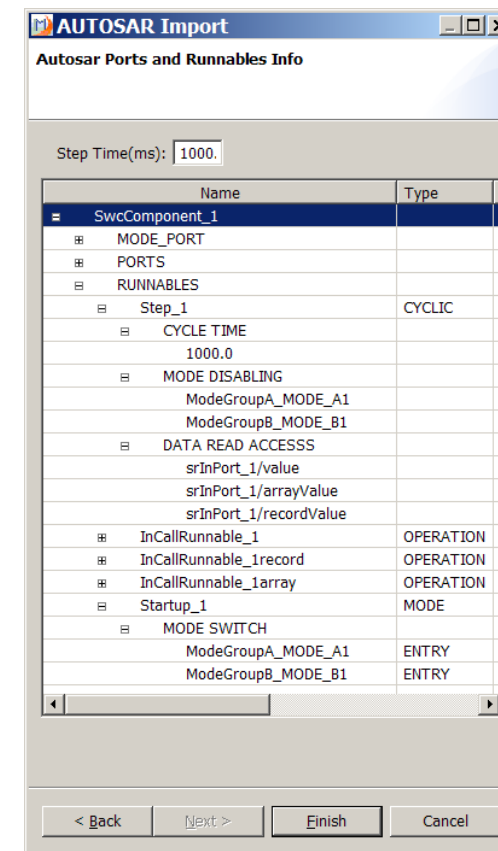 AUTOSAR Import
Autosar Ports and Runnables Info
Step Time(ms): 1000.
Name Type
SwcComponent_1
MODE_PORT
PORTS
RUNNABLES
Step_1 CYCLIC
CYCLE TIME
1000.0
MODE DISABLING
ModeGroupA_MODE_A1
ModeGroupB_MODE_B1
DATA READ ACCESSS
srInPort_1/value
srInPort_1/arrayValue
srInPort_1/recordValue
InCallRunnable_1 OPERATION
InCallRunnable_1record OPERATION
InCallRunnable_1array OPERATION
Startup_1 MODE
MODE SWITCH
ModeGroupA_MODE_A1 ENTRY
ModeGroupB_MODE_B1 ENTRY
< Back Next > Finish Cancel